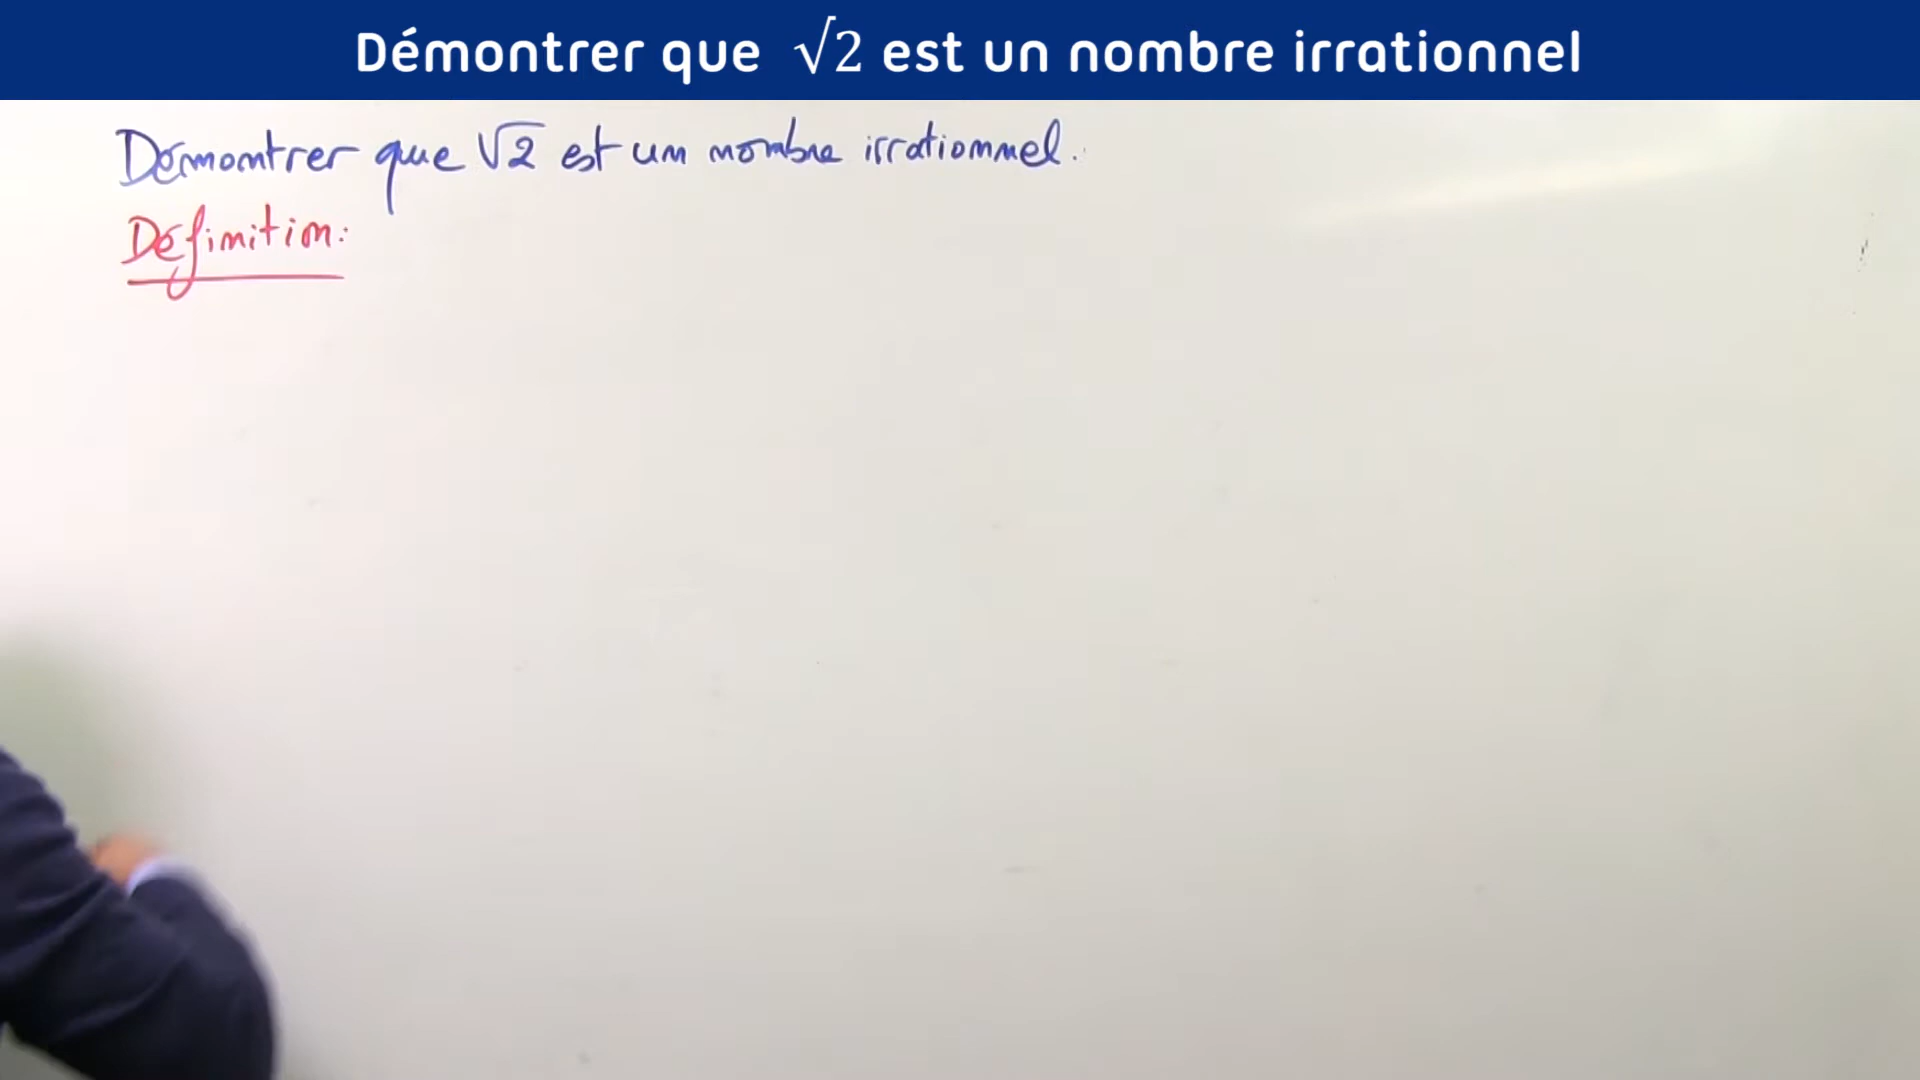 Démontrer que √2 est un nombre irrationnel
Démontrer que √2 est un nombre irrationnel.
Définition: